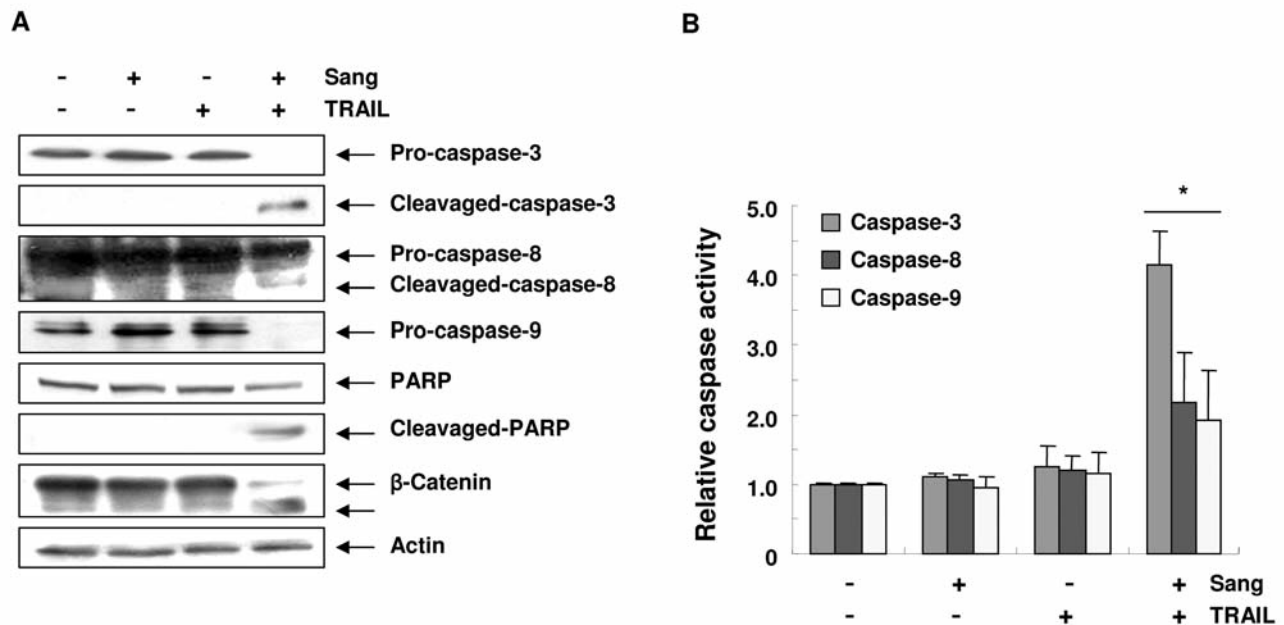 A
- + - + Sang
- - + + TRAIL
Pro-caspase-3
Cleavaged-caspase-3
Pro-caspase-8
Cleavaged-caspase-8
Pro-caspase-9
PARP
Cleavaged-PARP
β-Catenin
Actin
B
Relative caspase activity
5.0
4.0
3.0
2.0
1.0
0
Caspase-3
Caspase-8
Caspase-9
*
- + - + Sang
- - + + TRAIL